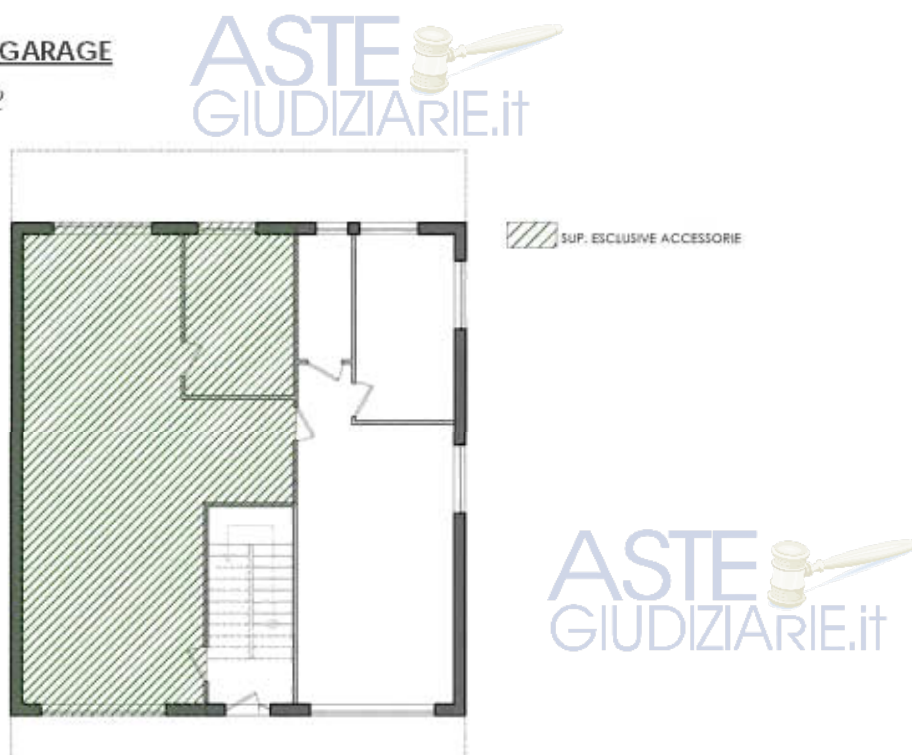 GARAGE
ASTE
GIUDIZIARIE.it
SUP. ESCLUSIVE ACCESSORIE
ASTE
GIUDIZIARIE.it